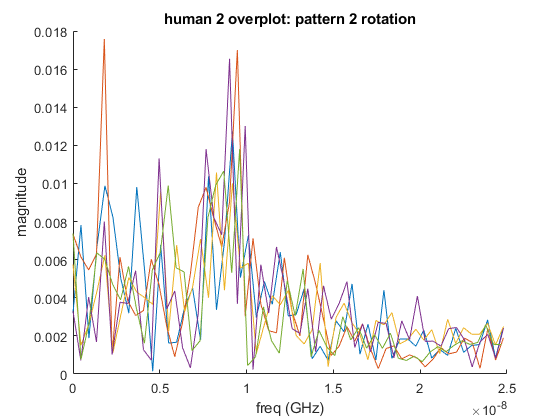 human 2 overplot: pattern 2 rotation
0.018
0.016
0.014
0.012
0.01
0.008
0.006
0.004
0.002
0
magnitude
0 0.5 1 1.5 2 2.5
freq (GHz)
×10⁻⁸